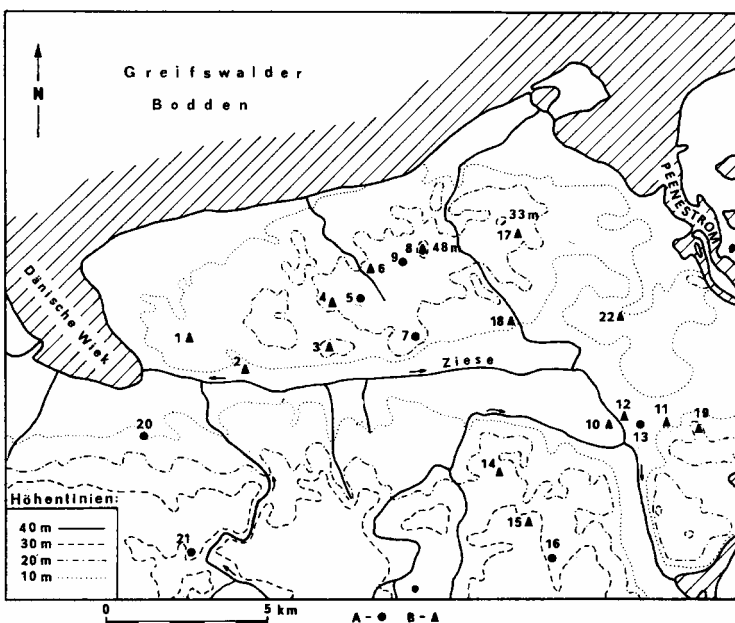 Greifswalder
Bodden
N
PEENESTROM
33 m
17
8
48 m
9
6
4
5
Dänische Wiek
1
3
7
18
22
2
Ziese
20
10
12
13
11
19
14
15
16
21
Höhenlinien:
40 m
30 m
20 m
10 m
0 5 km
A - B -